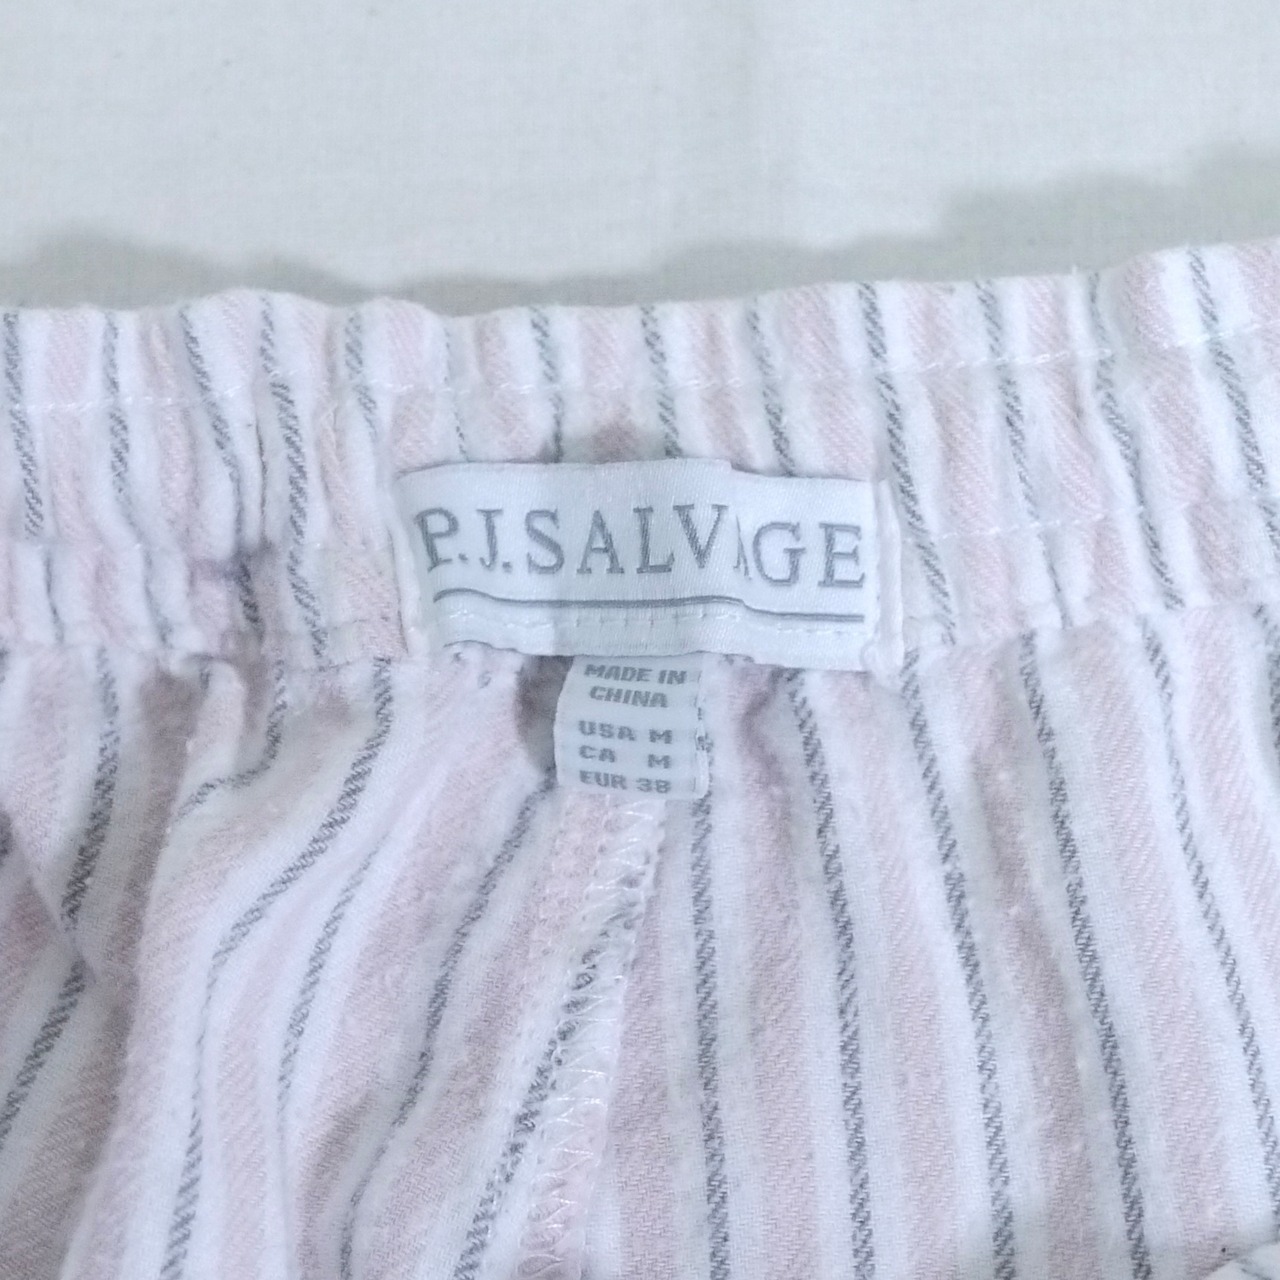 P.J.SALVAGE
MADE IN
CHINA
USA M
CA M
EUR 38